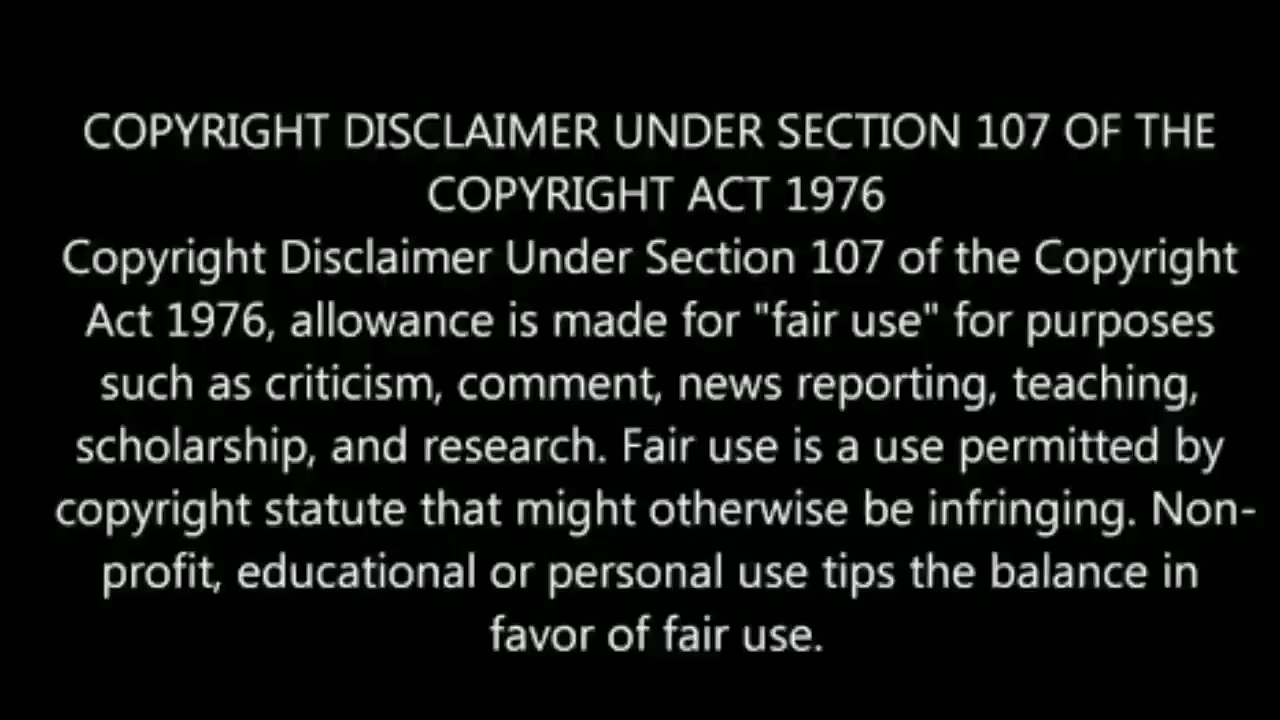 COPYRIGHT DISCLAIMER UNDER SECTION 107 OF THE
COPYRIGHT ACT 1976
Copyright Disclaimer Under Section 107 of the Copyright
Act 1976, allowance is made for "fair use" for purposes
such as criticism, comment, news reporting, teaching,
scholarship, and research. Fair use is a use permitted by
copyright statute that might otherwise be infringing. Non-
profit, educational or personal use tips the balance in
favor of fair use.